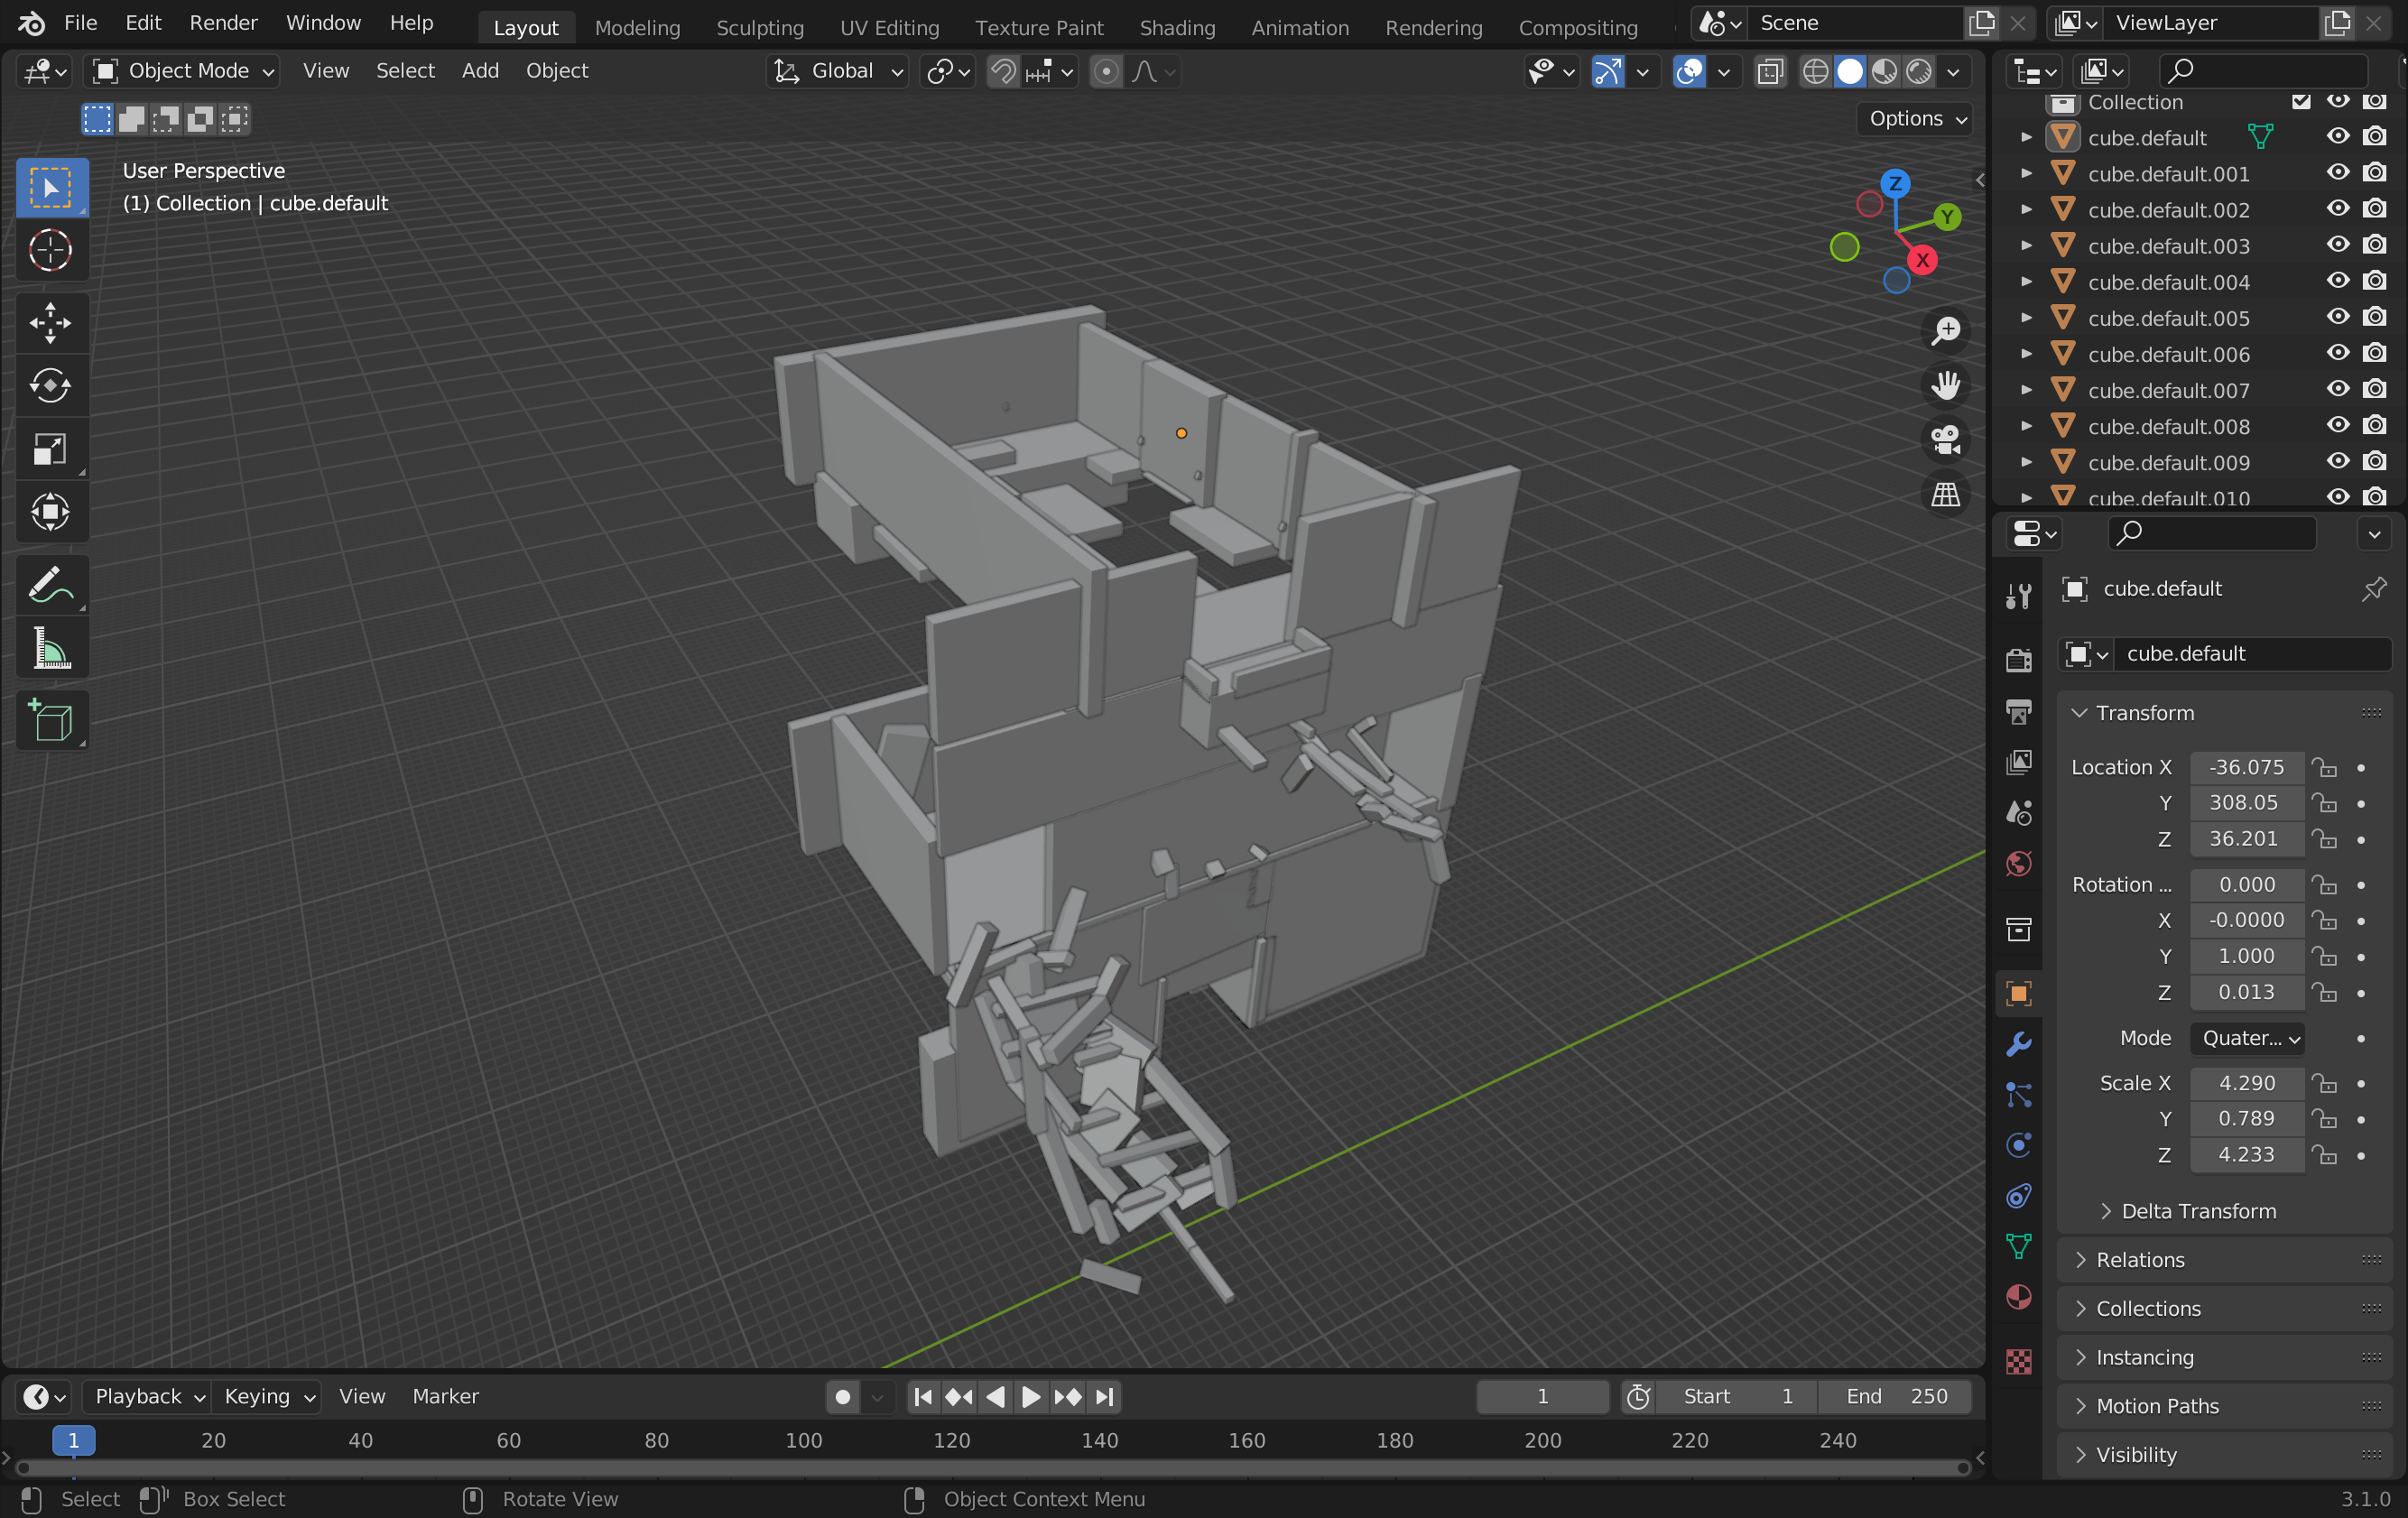 File Edit Render Window Help Layout Modeling Sculpting UV Editing Texture Paint Shading Animation Rendering Compositing Scene ViewLayer
Object Mode View Select Add Object Global
Options
User Perspective
(1) Collection | cube.default
Z
Y
X
Collection
cube.default
cube.default.001
cube.default.002
cube.default.003
cube.default.004
cube.default.005
cube.default.006
cube.default.007
cube.default.008
cube.default.009
cube.default.010
cube.default
cube.default
Transform
Location X -36.075
Y 308.05
Z 36.201
Rotation ... 0.000
X -0.0000
Y 1.000
Z 0.013
Mode Quater...
Scale X 4.290
Y 0.789
Z 4.233
Delta Transform
Relations
Collections
Instancing
Motion Paths
Visibility
Playback Keying View Marker 1 Start 1 End 250
1 20 40 60 80 100 120 140 160 180 200 220 240
Select Box Select Rotate View Object Context Menu 3.1.0